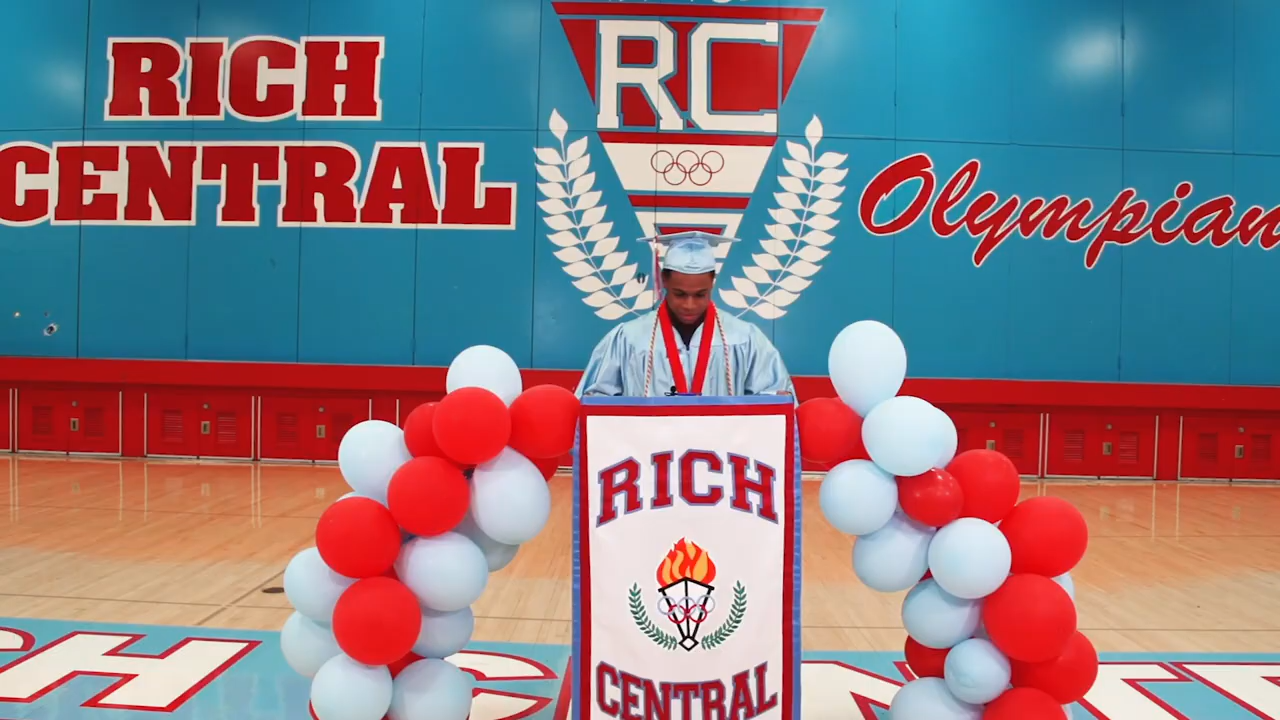 RICH
CENTRAL
RC
Olympian
RICH
CENTRAL